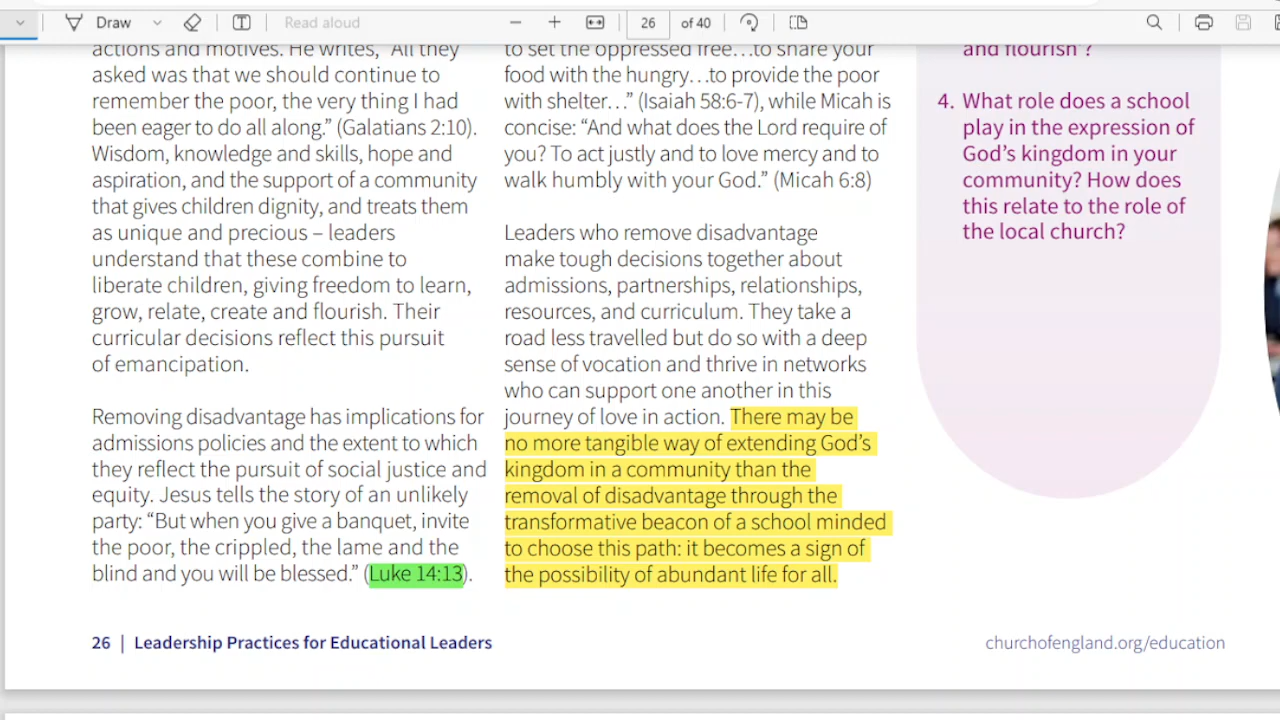 Draw
Read aloud
26
of 40
actions and motives. He writes, "All they
asked was that we should continue to
remember the poor, the very thing I had
been eager to do all along." (Galatians 2:10).
Wisdom, knowledge and skills, hope and
aspiration, and the support of a community
that gives children dignity, and treats them
as unique and precious – leaders
understand that these combine to
liberate children, giving freedom to learn,
grow, relate, create and flourish. Their
curricular decisions reflect this pursuit
of emancipation.
Removing disadvantage has implications for
admissions policies and the extent to which
they reflect the pursuit of social justice and
equity. Jesus tells the story of an unlikely
party: “But when you give a banquet, invite
the poor, the crippled, the lame and the
blind and you will be blessed.” (Luke 14:13).
to set the oppressed free…to share your
food with the hungry…to provide the poor
with shelter…” (Isaiah 58:6-7), while Micah is
concise: “And what does the Lord require of
you? To act justly and to love mercy and to
walk humbly with your God.” (Micah 6:8)
Leaders who remove disadvantage
make tough decisions together about
admissions, partnerships, relationships,
resources, and curriculum. They take a
road less travelled but do so with a deep
sense of vocation and thrive in networks
who can support one another in this
journey of love in action. There may be
no more tangible way of extending God’s
kingdom in a community than the
removal of disadvantage through the
transformative beacon of a school minded
to choose this path: it becomes a sign of
the possibility of abundant life for all.
and flourish’?
4. What role does a school
play in the expression of
God’s kingdom in your
community? How does
this relate to the role of
the local church?
26 | Leadership Practices for Educational Leaders
churchofengland.org/education